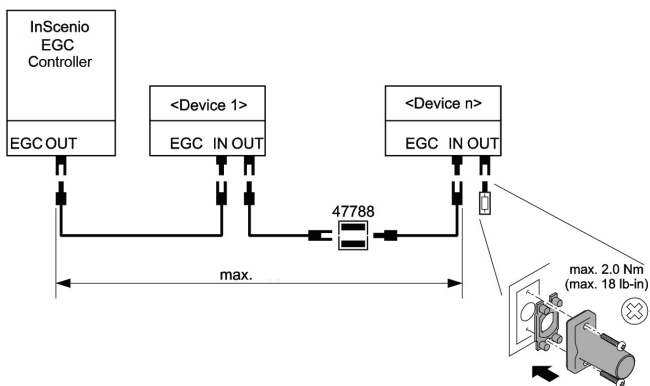 InScenio
EGC
Controller
EGC OUT
<Device 1>
EGC IN OUT
<Device n>
EGC IN OUT
47788
max.
max. 2.0 Nm
(max. 18 lb-in)